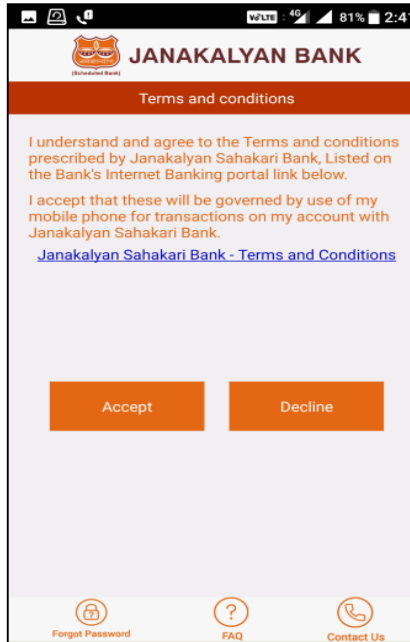 VoLTE 4G 81% 2:41
JANAKALYAN BANK
(Scheduled Bank)
Terms and conditions
I understand and agree to the Terms and conditions
prescribed by Janakalyan Sahakari Bank, Listed on
the Bank's Internet Banking portal link below.
I accept that these will be governed by use of my
mobile phone for transactions on my account with
Janakalyan Sahakari Bank.
Janakalyan Sahakari Bank - Terms and Conditions
Accept
Decline
Forgot Password
FAQ
Contact Us